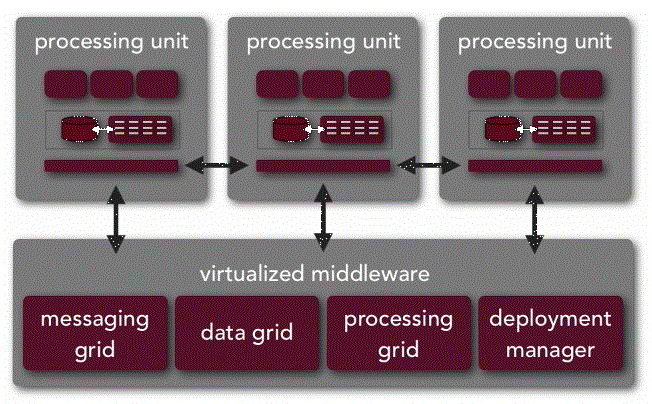 processing unit
processing unit
processing unit
virtualized middleware
messaging
grid
data grid
processing
grid
deployment
manager